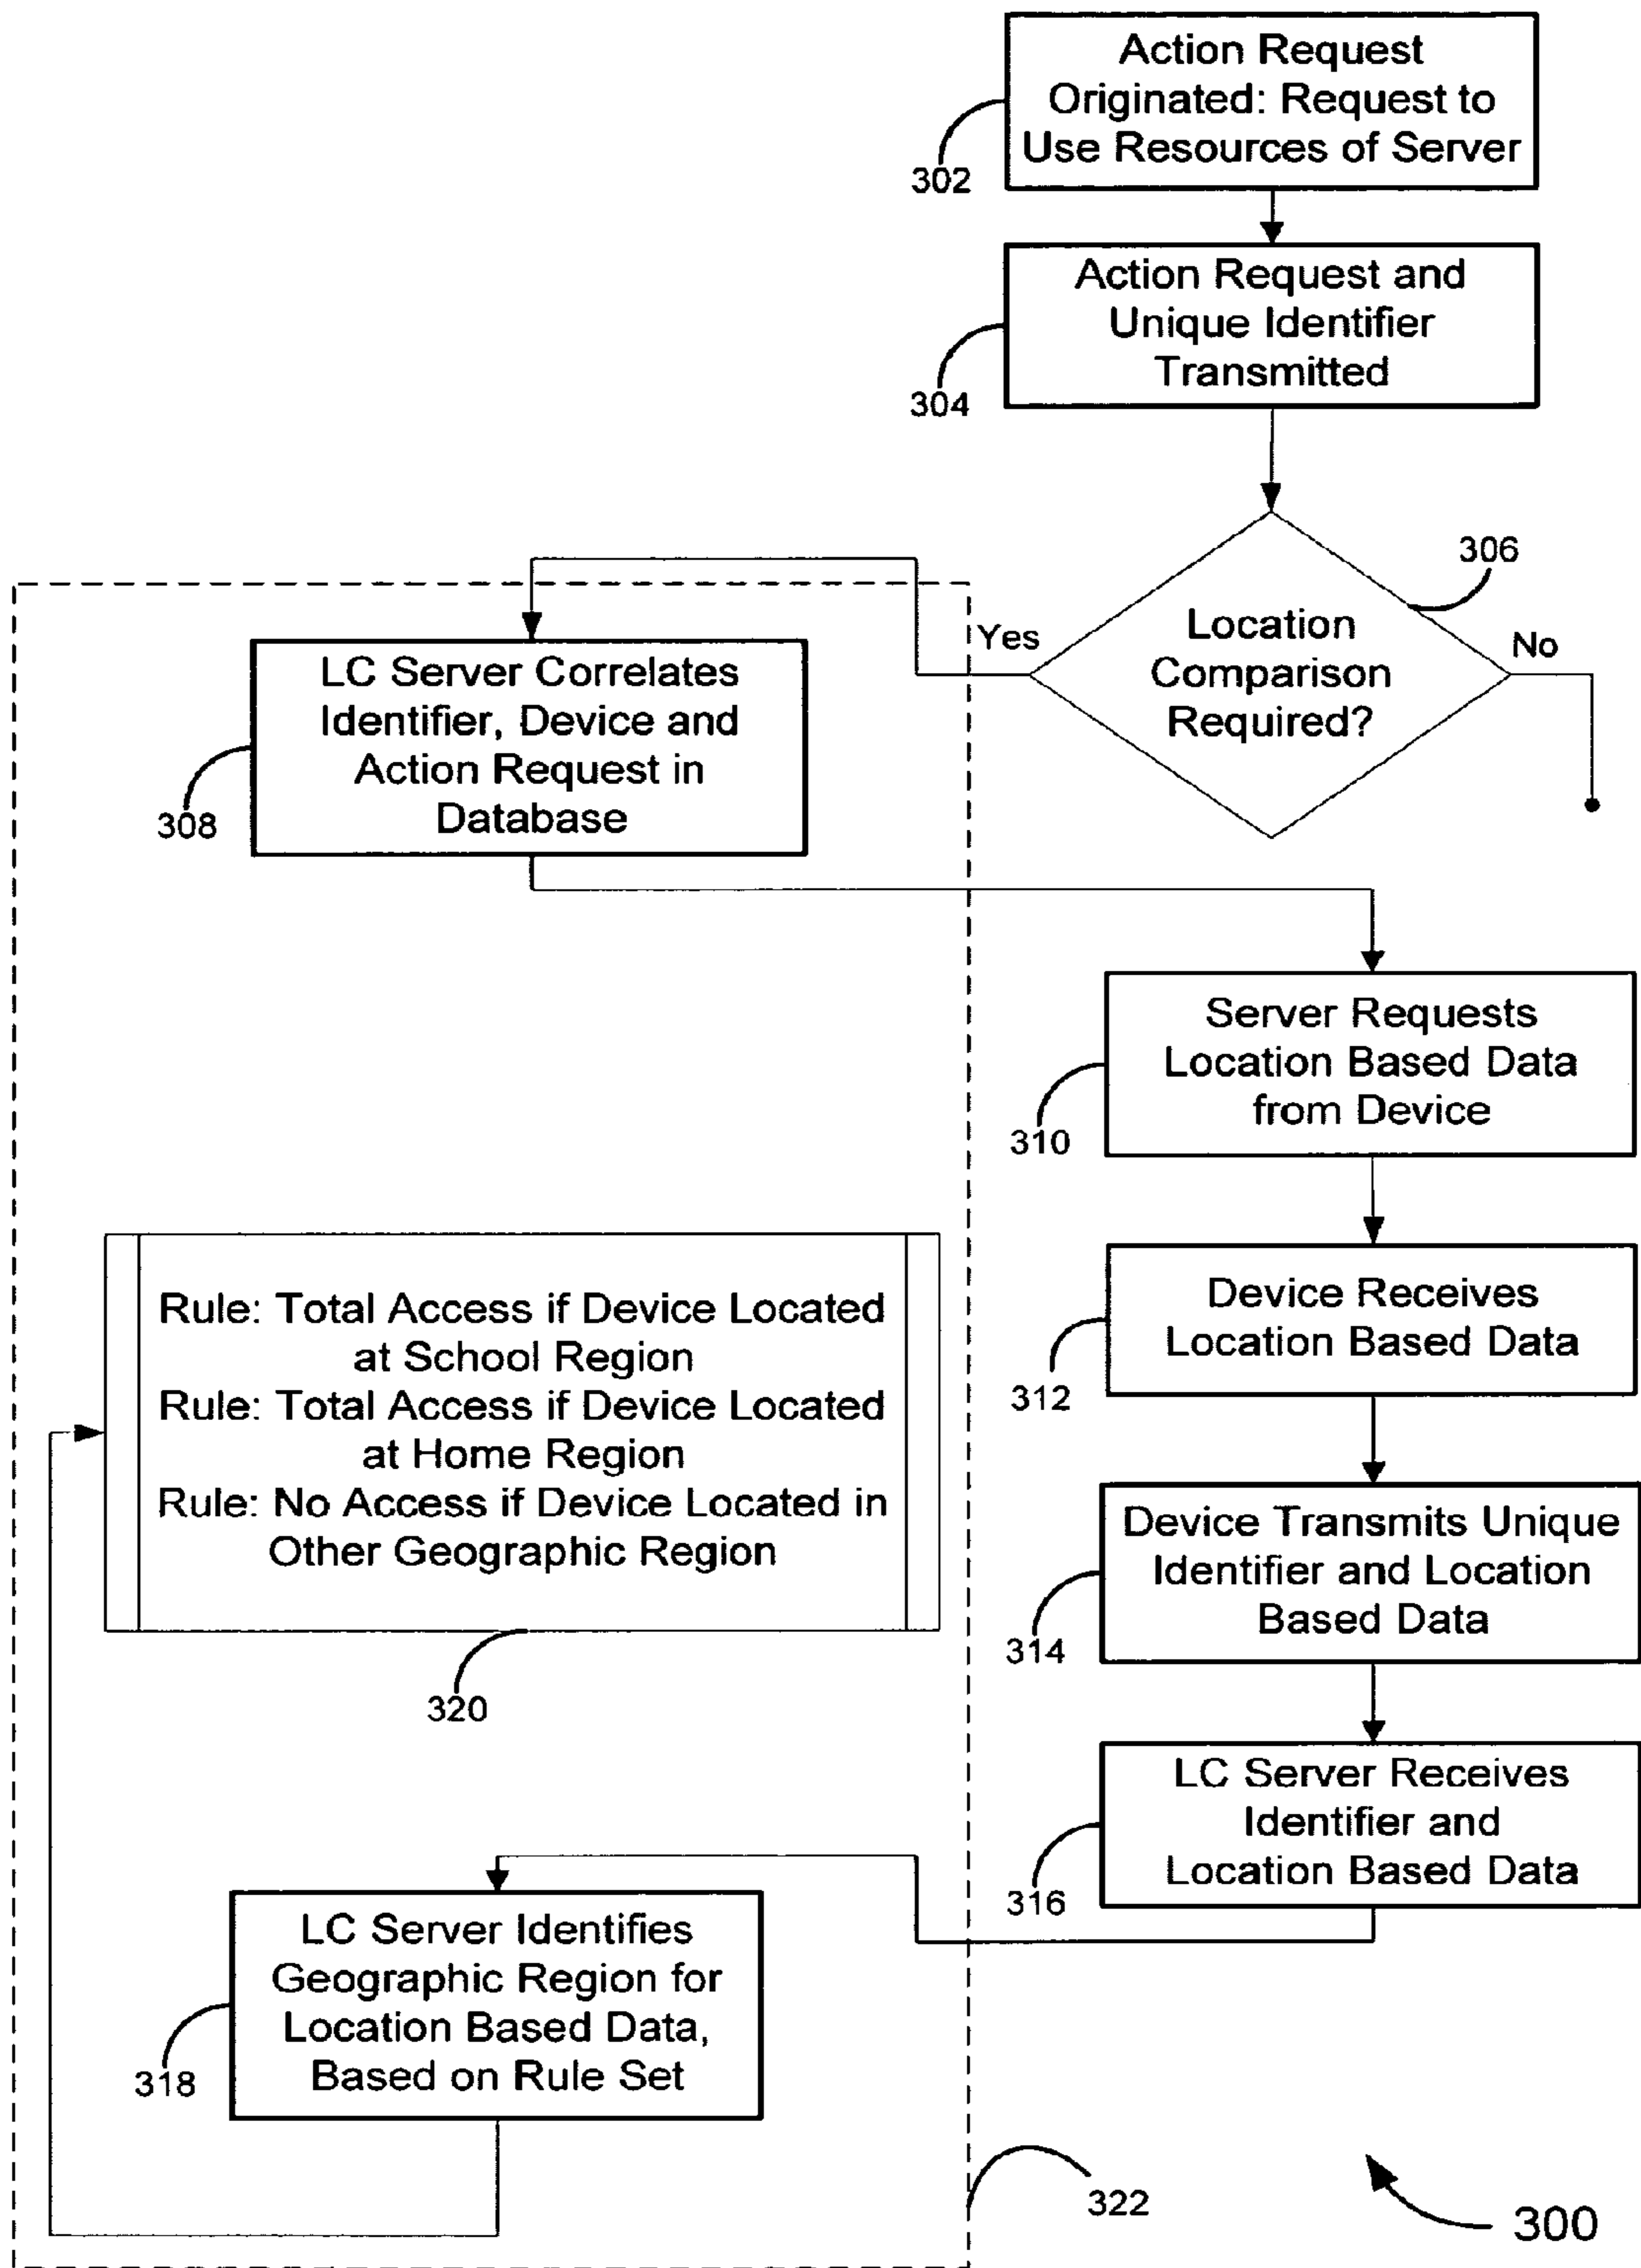 Action Request
Originated: Request to
Use Resources of Server
302
Action Request and
Unique Identifier
Transmitted
304
306
Location
Comparison
Required?
Yes
No
LC Server Correlates
Identifier, Device and
Action Request in
Database
308
Server Requests
Location Based Data
from Device
310
Device Receives
Location Based Data
312
Device Transmits Unique
Identifier and Location
Based Data
314
LC Server Receives
Identifier and
Location Based Data
316
LC Server Identifies
Geographic Region for
Location Based Data,
Based on Rule Set
318
Rule: Total Access if Device Located
at School Region
Rule: Total Access if Device Located
at Home Region
Rule: No Access if Device Located in
Other Geographic Region
320
322
300